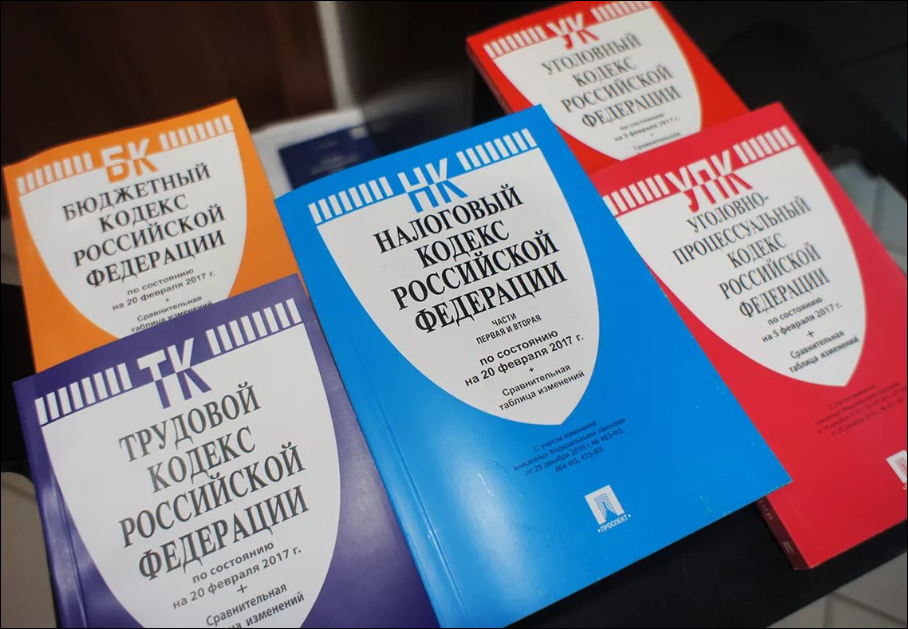 БК
БЮДЖЕТНЫЙ
КОДЕКС
РОССИЙСКОЙ
ФЕДЕРАЦИИ
по состоянию
на 20 февраля 2017 г.
+
Сравнительная
таблица изменений
УК
УГОЛОВНЫЙ
КОДЕКС
РОССИЙСКОЙ
ФЕДЕРАЦИИ
по состоянию
на 5 февраля 2017 г.
+
Сравнительная
НК
НАЛОГОВЫЙ
КОДЕКС
РОССИЙСКОЙ
ФЕДЕРАЦИИ
ЧАСТИ
ПЕРВАЯ И ВТОРАЯ
по состоянию
на 20 февраля 2017 г.
+
Сравнительная
таблица изменений
С учетом изменений,
внесенных Федеральными законами
от 28 декабря 2016 г. № 463-ФЗ,
464-ФЗ, 475-ФЗ
•ПРОСПЕКТ•
УПК
УГОЛОВНО-
ПРОЦЕССУАЛЬНЫЙ
КОДЕКС
РОССИЙСКОЙ
ФЕДЕРАЦИИ
по состоянию
на 5 февраля 2017 г.
+
Сравнительная
таблица изменений
ТК
ТРУДОВОЙ
КОДЕКС
РОССИЙСКОЙ
ФЕДЕРАЦИИ
по состоянию
на 20 февраля 2017 г.
+
Сравнительная
изменений